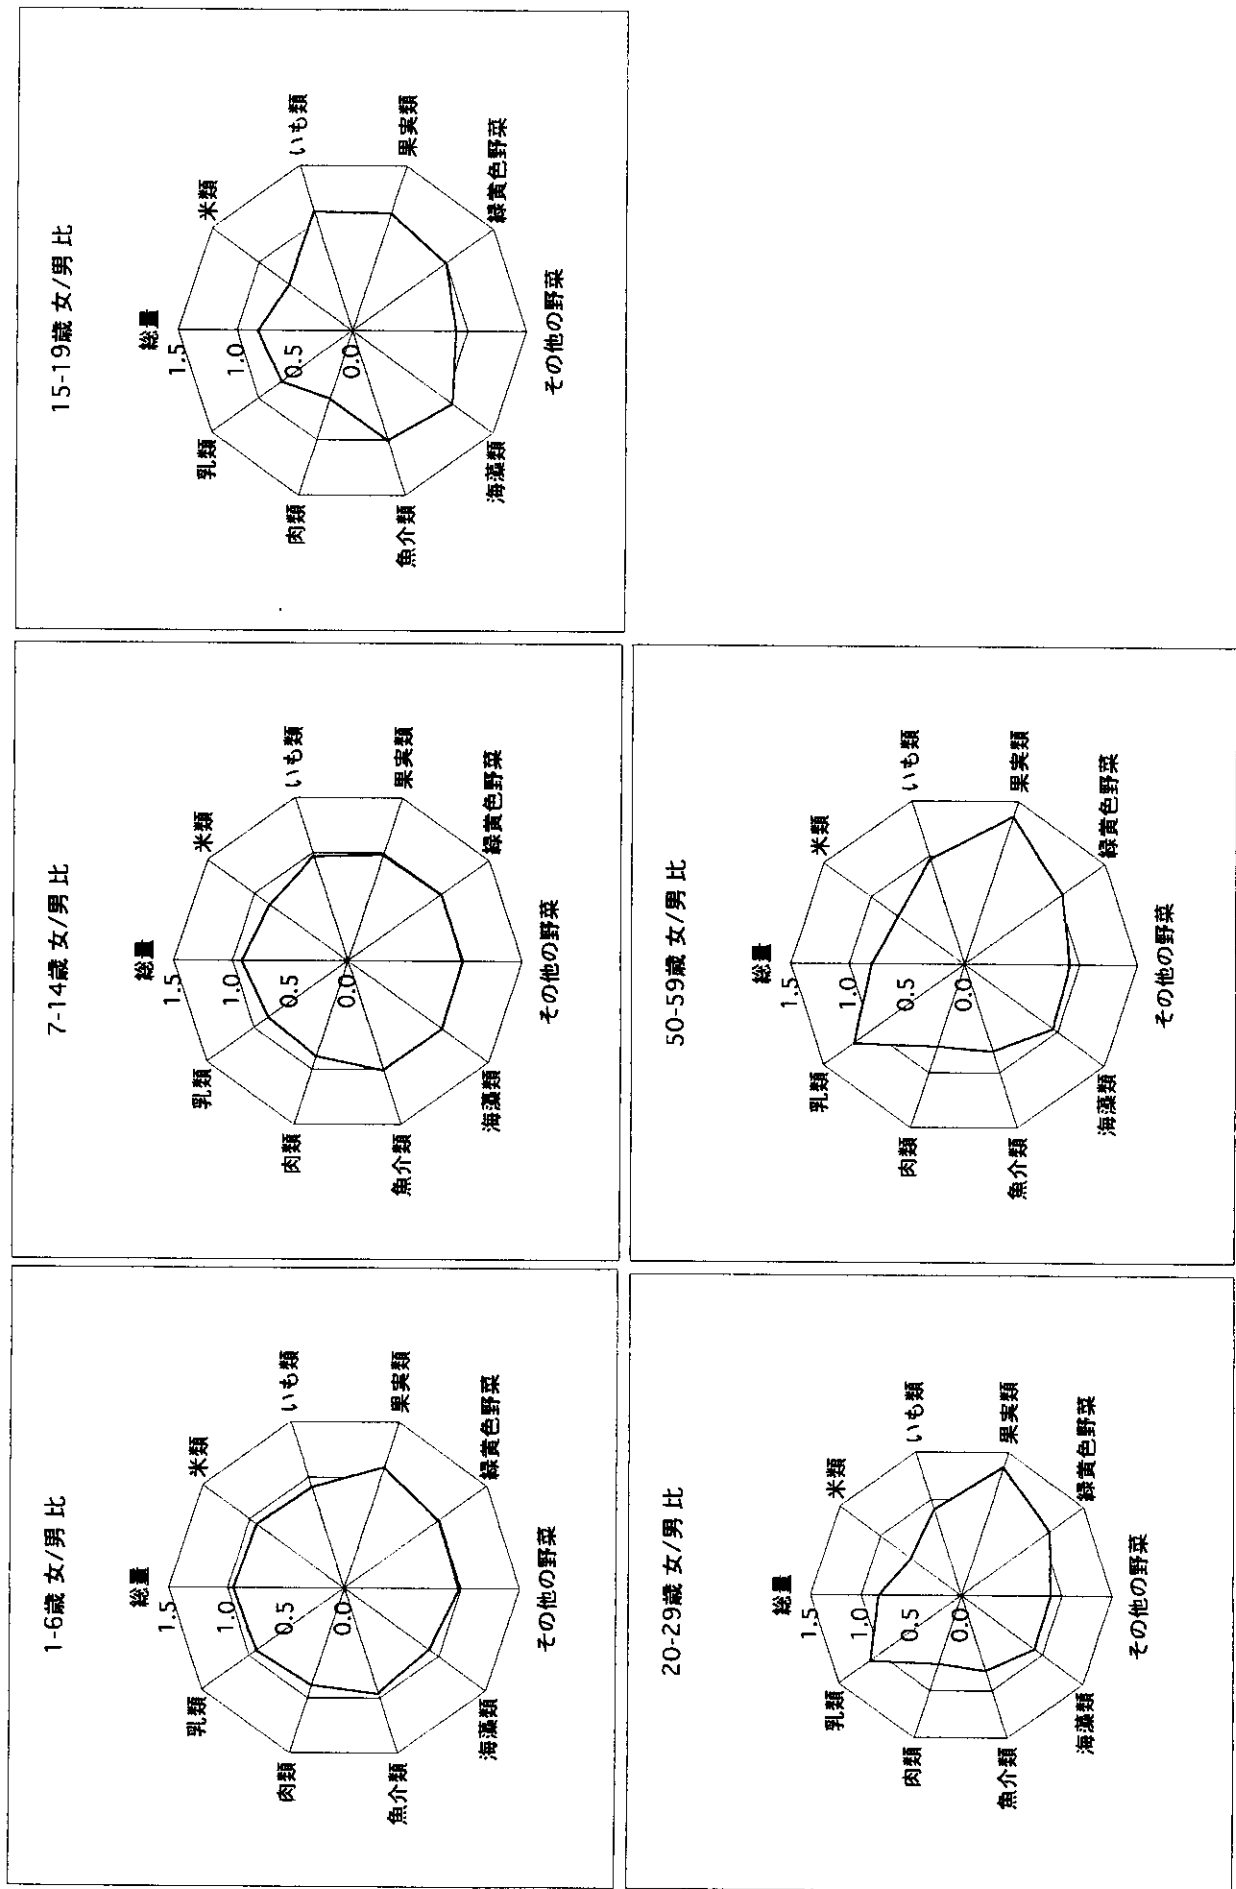 1-6歳 女/男 比
総量
米類
いも類
果実類
緑黄色野菜
その他の野菜
海藻類
魚介類
肉類
乳類
1.5
1.0
0.5
0.0
7-14歳 女/男 比
総量
米類
いも類
果実類
緑黄色野菜
その他の野菜
海藻類
魚介類
肉類
乳類
1.5
1.0
0.5
0.0
15-19歳 女/男 比
総量
米類
いも類
果実類
緑黄色野菜
その他の野菜
海藻類
魚介類
肉類
乳類
1.5
1.0
0.5
0.0
20-29歳 女/男 比
総量
米類
いも類
果実類
緑黄色野菜
その他の野菜
海藻類
魚介類
肉類
乳類
1.5
1.0
0.5
0.0
50-59歳 女/男 比
総量
米類
いも類
果実類
緑黄色野菜
その他の野菜
海藻類
魚介類
肉類
乳類
1.5
1.0
0.5
0.0